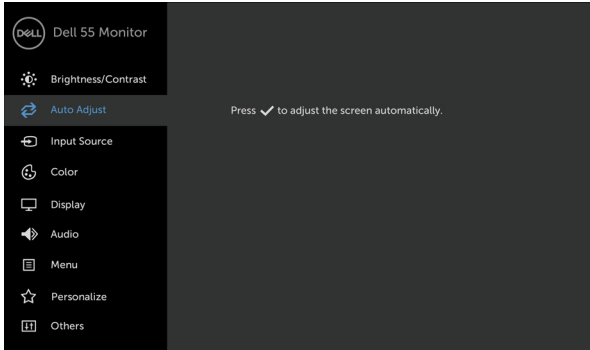 DELL Dell 55 Monitor
Brightness/Contrast
Auto Adjust
Press ✓ to adjust the screen automatically.
Input Source
Color
Display
Audio
Menu
Personalize
Others